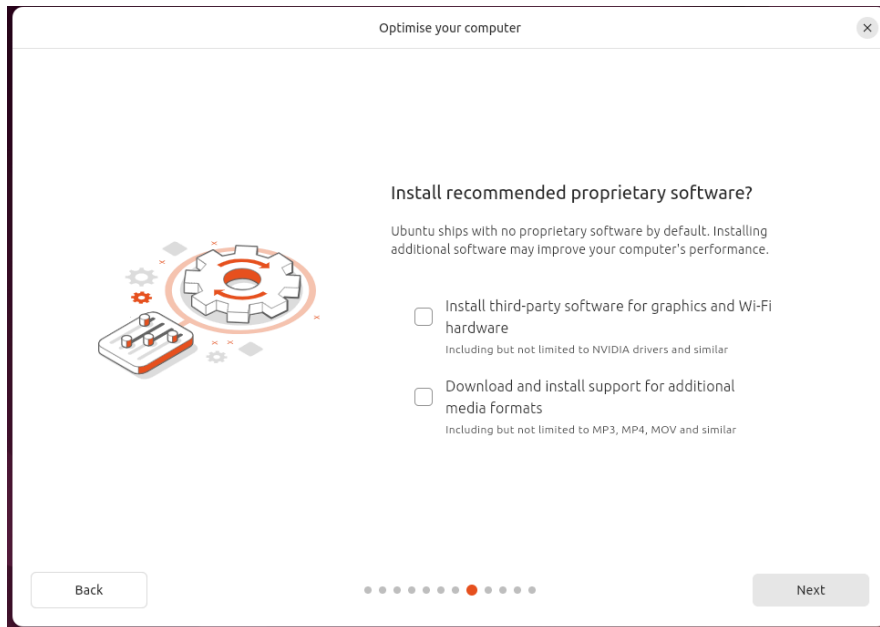 Optimise your computer
Install recommended proprietary software?
Ubuntu ships with no proprietary software by default. Installing
additional software may improve your computer's performance.
Install third-party software for graphics and Wi-Fi
hardware
Including but not limited to NVIDIA drivers and similar
Download and install support for additional
media formats
Including but not limited to MP3, MP4, MOV and similar
Back
Next